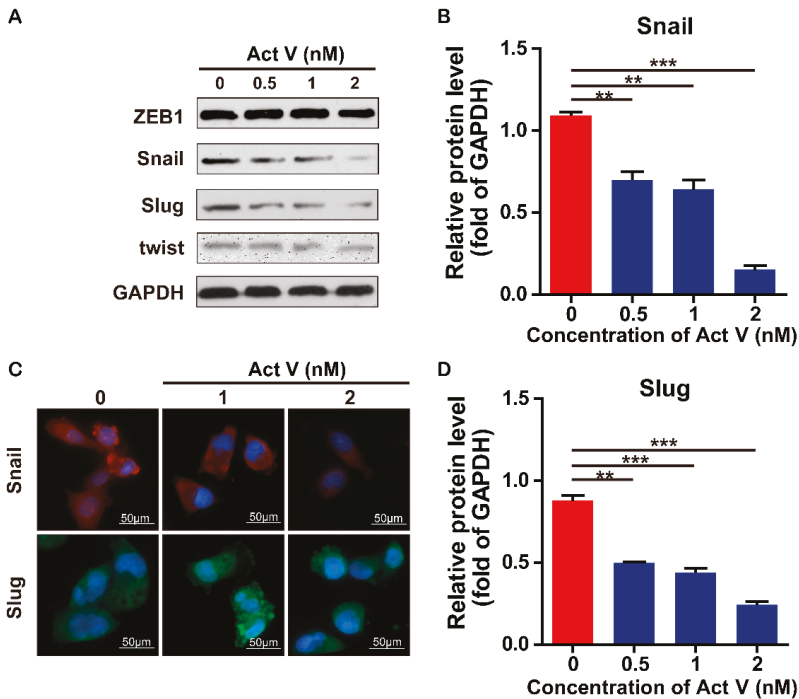 A
Act V (nM)
0 0.5 1 2
ZEB1
Snail
Slug
twist
GAPDH
B
Snail
Relative protein level
(fold of GAPDH)
1.5
1.0
0.5
0.0
***
**
**
0 0.5 1 2
Concentration of Act V (nM)
C
Act V (nM)
0 1 2
Snail
50μm 50μm 50μm
Slug
50μm 50μm 50μm
D
Slug
Relative protein level
(fold of GAPDH)
1.5
1.0
0.5
0.0
***
***
**
0 0.5 1 2
Concentration of Act V (nM)